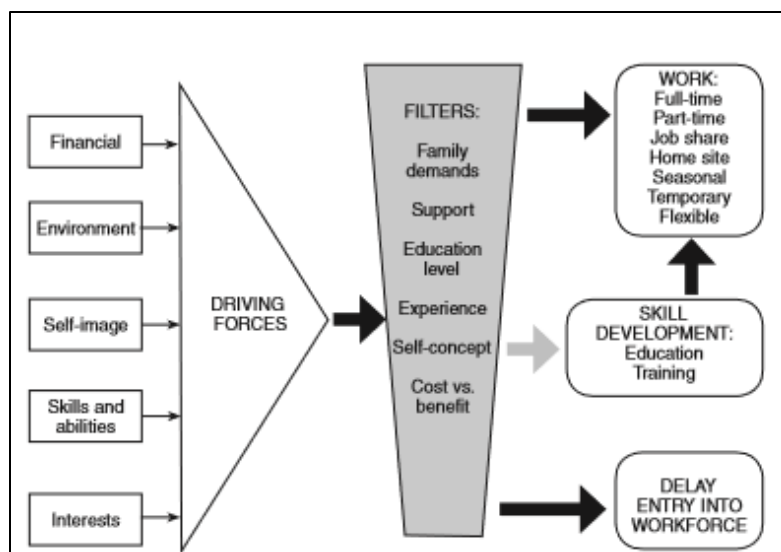 Financial
Environment
Self-image
Skills and
abilities
Interests
DRIVING
FORCES
FILTERS:
Family
demands
Support
Education
level
Experience
Self-concept
Cost vs.
benefit
WORK:
Full-time
Part-time
Job share
Home site
Seasonal
Temporary
Flexible
SKILL
DEVELOPMENT:
Education
Training
DELAY
ENTRY INTO
WORKFORCE